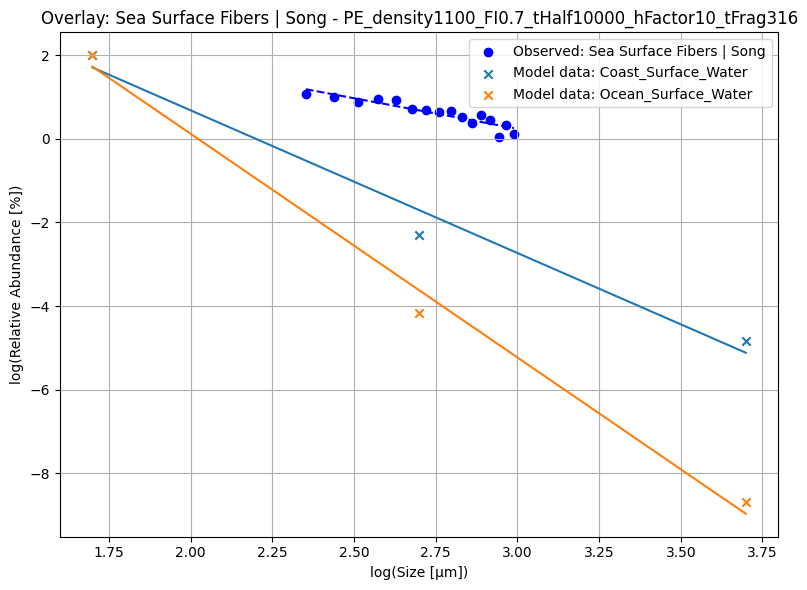 Overlay: Sea Surface Fibers | Song - PE_density1100_FI0.7_tHalf10000_hFactor10_tFrag316
Observed: Sea Surface Fibers | Song
Model data: Coast_Surface_Water
Model data: Ocean_Surface_Water
log(Relative Abundance [%])
2
0
−2
−4
−6
−8
1.75 2.00 2.25 2.50 2.75 3.00 3.25 3.50 3.75
log(Size [µm])